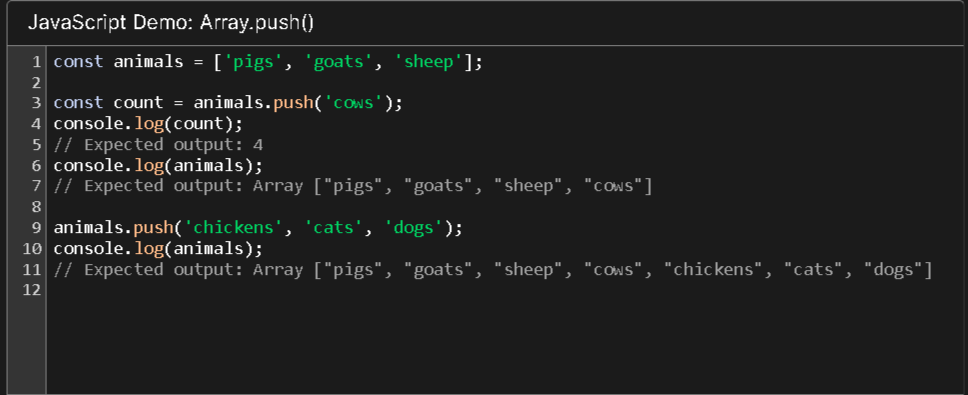 JavaScript Demo: Array.push()
1 const animals = ['pigs', 'goats', 'sheep'];
2
3 const count = animals.push('cows');
4 console.log(count);
5 // Expected output: 4
6 console.log(animals);
7 // Expected output: Array ["pigs", "goats", "sheep", "cows"]
8
9 animals.push('chickens', 'cats', 'dogs');
10 console.log(animals);
11 // Expected output: Array ["pigs", "goats", "sheep", "cows", "chickens", "cats", "dogs"]
12